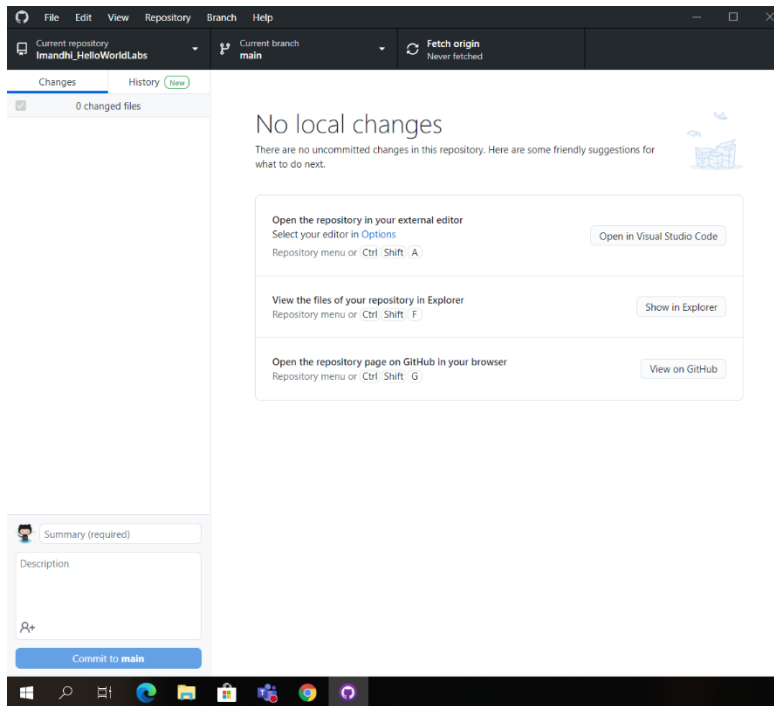 File Edit View Repository Branch Help
Current repository
Imandhi_HelloWorldLabs
Current branch
main
Fetch origin
Never fetched
Changes
History New
0 changed files
No local changes
There are no uncommitted changes in this repository. Here are some friendly suggestions for
what to do next.
Open the repository in your external editor
Select your editor in Options
Repository menu or Ctrl Shift A
Open in Visual Studio Code
View the files of your repository in Explorer
Repository menu or Ctrl Shift F
Show in Explorer
Open the repository page on GitHub in your browser
Repository menu or Ctrl Shift G
View on GitHub
Summary (required)
Description
Commit to main